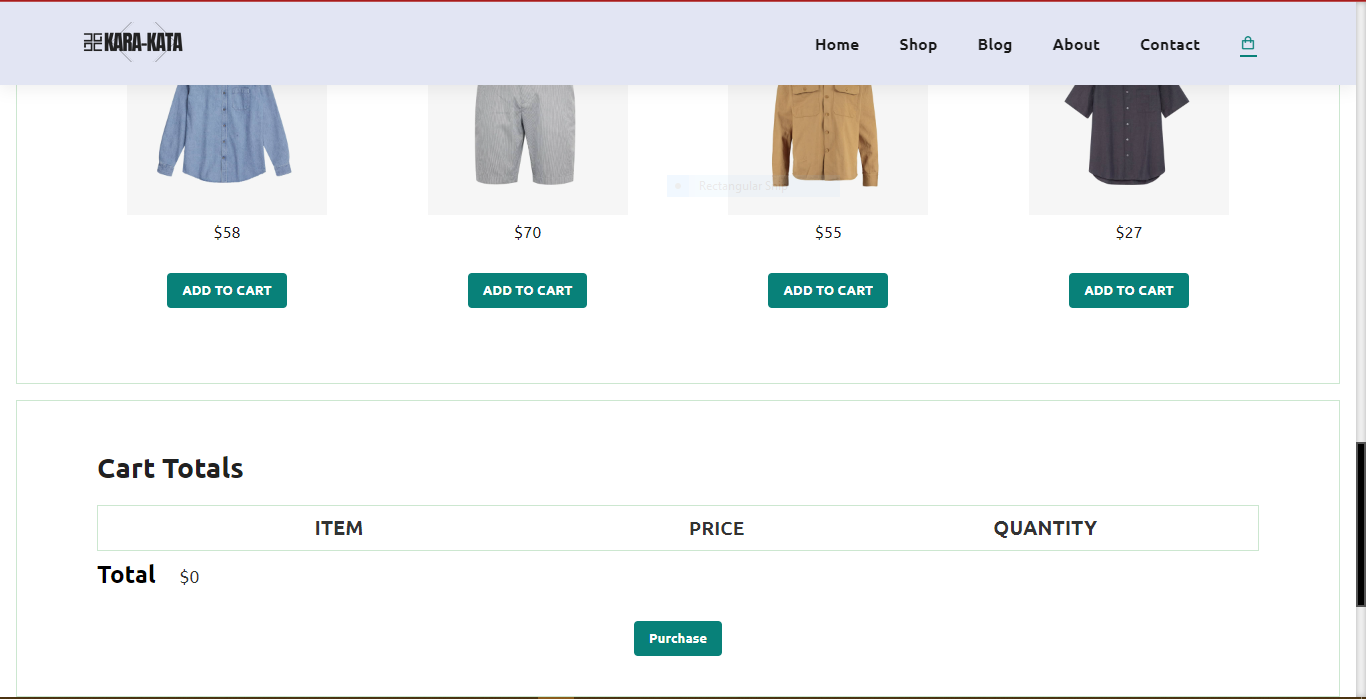 KARA-KATA
Home Shop Blog About Contact
Rectangular Snip
$58 $70 $55 $27
ADD TO CART ADD TO CART ADD TO CART ADD TO CART
Cart Totals
ITEM PRICE QUANTITY
Total $0
Purchase